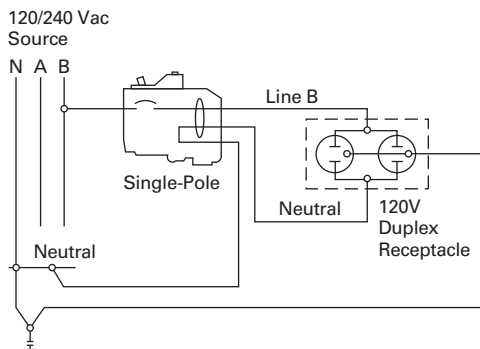 120/240 Vac
Source
N A B
Line B
Single-Pole
Neutral
120V
Duplex
Receptacle
Neutral